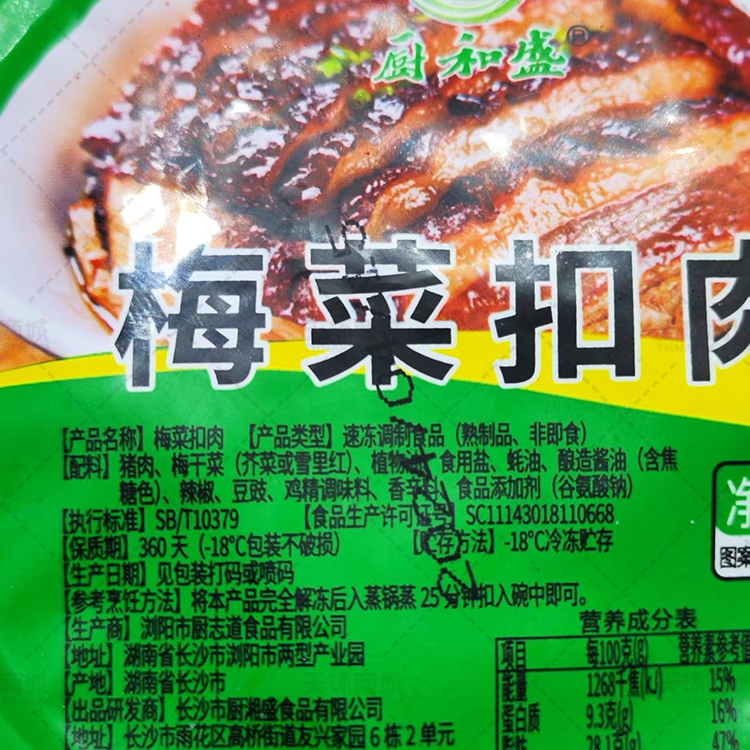 厨和盛®
梅菜扣肉
【产品名称】梅菜扣肉 【产品类型】速冻调制食品（熟制品、非即食）
【配料】猪肉、梅干菜（芥菜或雪里红）、植物油、食用盐、蚝油、酿造酱油（含焦
糖色）、辣椒、豆豉、鸡精调味料、香辛料、食品添加剂（谷氨酸钠）
【执行标准】SB/T10379 【食品生产许可证号】SC11143018110668
【保质期】360天（-18°C包装不破损） 【贮存方法】-18°C冷冻贮存
【生产日期】见包装打码或喷码
【参考烹饪方法】将本产品完全解冻后入蒸锅蒸25分钟扣入碗中即可。
【生产商】浏阳市厨志道食品有限公司
【地址】湖南省长沙市浏阳市两型产业园
【产地】湖南省长沙市
【出品研发商】长沙市厨湘盛食品有限公司
【地址】长沙市雨花区高桥街道友兴家园6栋2单元
净
图案
营养成分表
项目 每100克(g) 营养素参考值
能量 1268千焦(kJ) 15%
蛋白质 9.3克(g) 16%
脂肪 28.1克(g) 47%